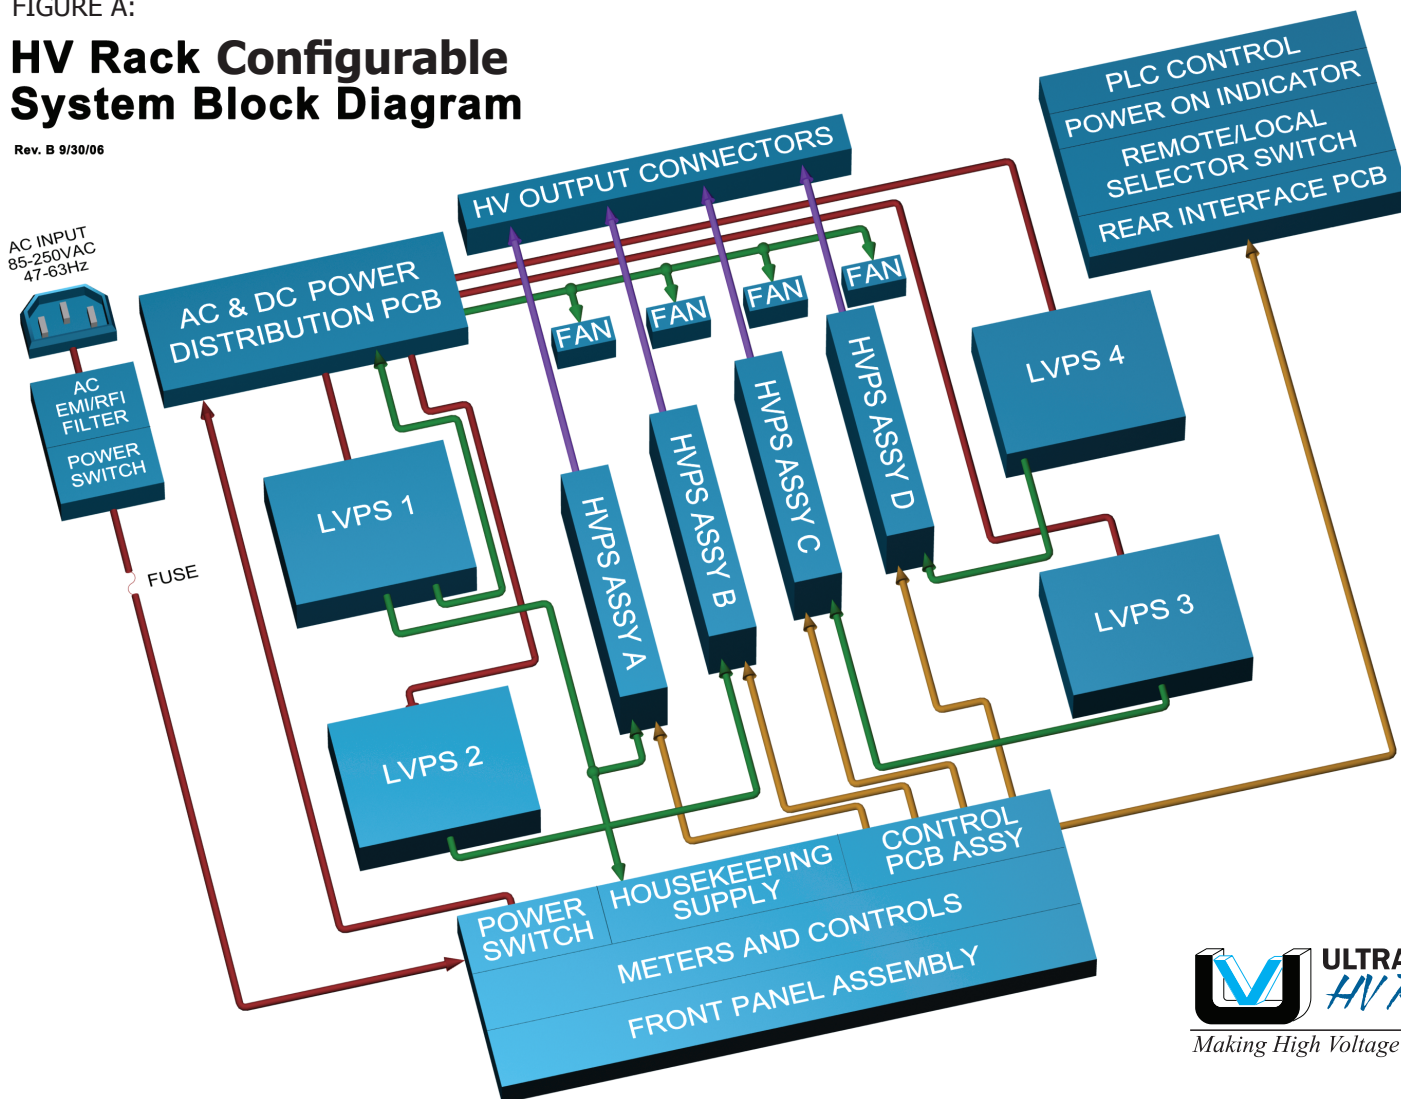 FIGURE A:
HV Rack Configurable
System Block Diagram
Rev. B 9/30/06
PLC CONTROL
POWER ON INDICATOR
REMOTE/LOCAL
SELECTOR SWITCH
REAR INTERFACE PCB
HV OUTPUT CONNECTORS
AC INPUT
85-250VAC
47-63Hz
AC & DC POWER
DISTRIBUTION PCB
FAN
FAN
FAN
FAN
AC
EMI/RFI
FILTER
POWER
SWITCH
FUSE
LVPS 1
LVPS 2
HVPS ASSY A
HVPS ASSY B
HVPS ASSY C
HVPS ASSY D
LVPS 4
LVPS 3
POWER
SWITCH
HOUSEKEEPING
SUPPLY
CONTROL
PCB ASSY
METERS AND CONTROLS
FRONT PANEL ASSEMBLY
ULTRA
HV
Making High Voltage